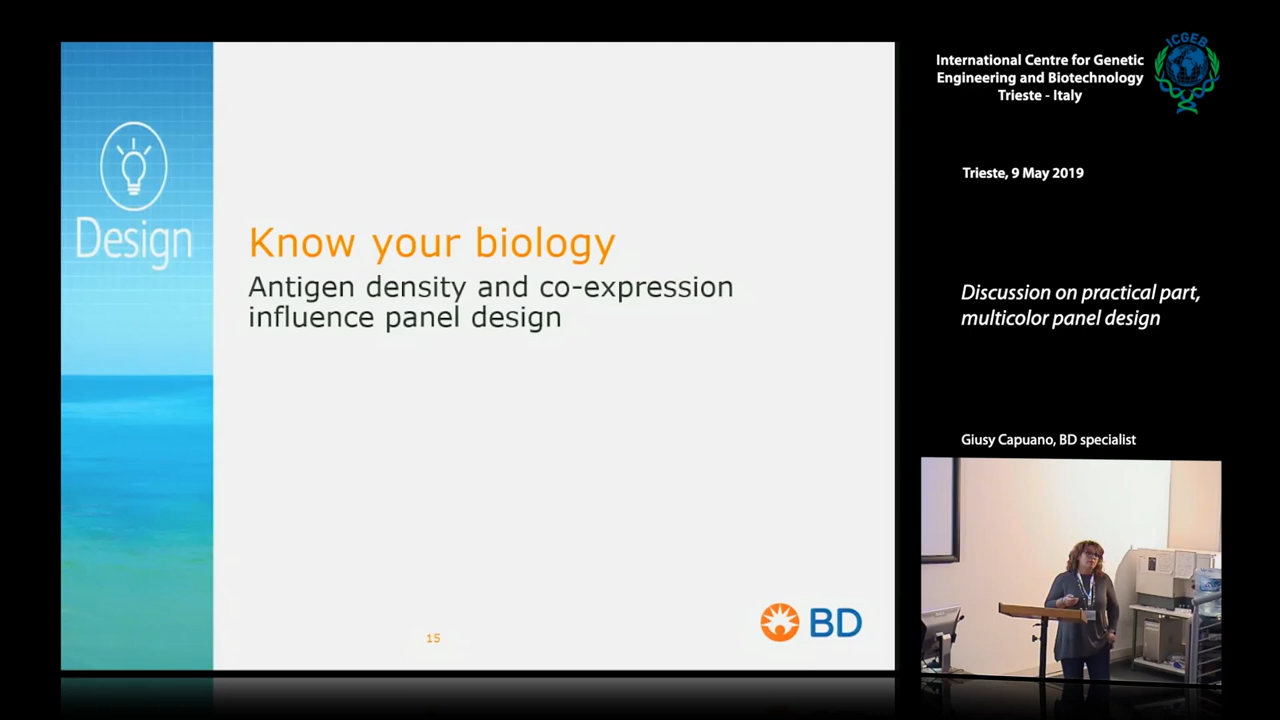 Design
Know your biology
Antigen density and co-expression
influence panel design
15
BD
International Centre for Genetic
Engineering and Biotechnology
Trieste - Italy
ICGEB
Trieste, 9 May 2019
Discussion on practical part,
multicolor panel design
Giusy Capuano, BD specialist